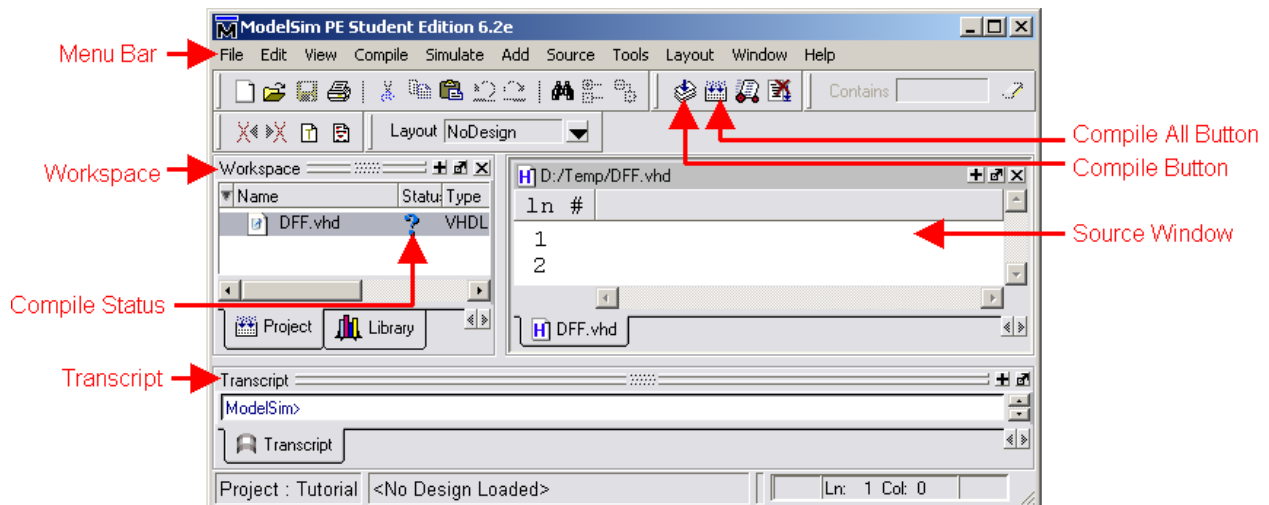 ModelSim PE Student Edition 6.2e
Menu Bar
File Edit View Compile Simulate Add Source Tools Layout Window Help
Contains
Layout NoDesign
Compile All Button
Compile Button
Workspace
Workspace
D:/Temp/DFF.vhd
Name Statu Type
ln #
DFF.vhd ? VHDL
1
Source Window
2
Compile Status
Project Library
DFF.vhd
Transcript
Transcript
ModelSim>
Transcript
Project : Tutorial <No Design Loaded> Ln: 1 Col: 0